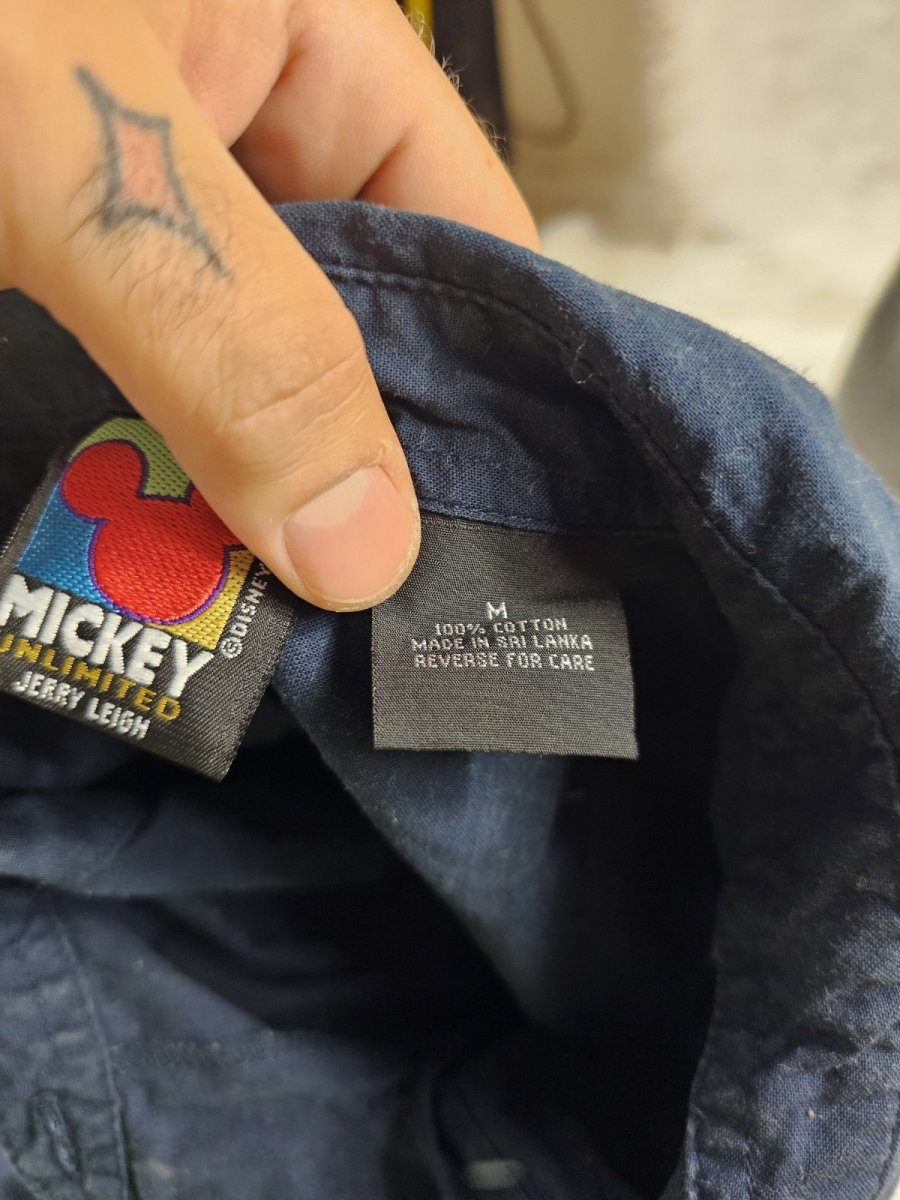 MICKEY
UNLIMITED
JERRY LEIGH
©DISNEY
M
100% COTTON
MADE IN SRI LANKA
REVERSE FOR CARE